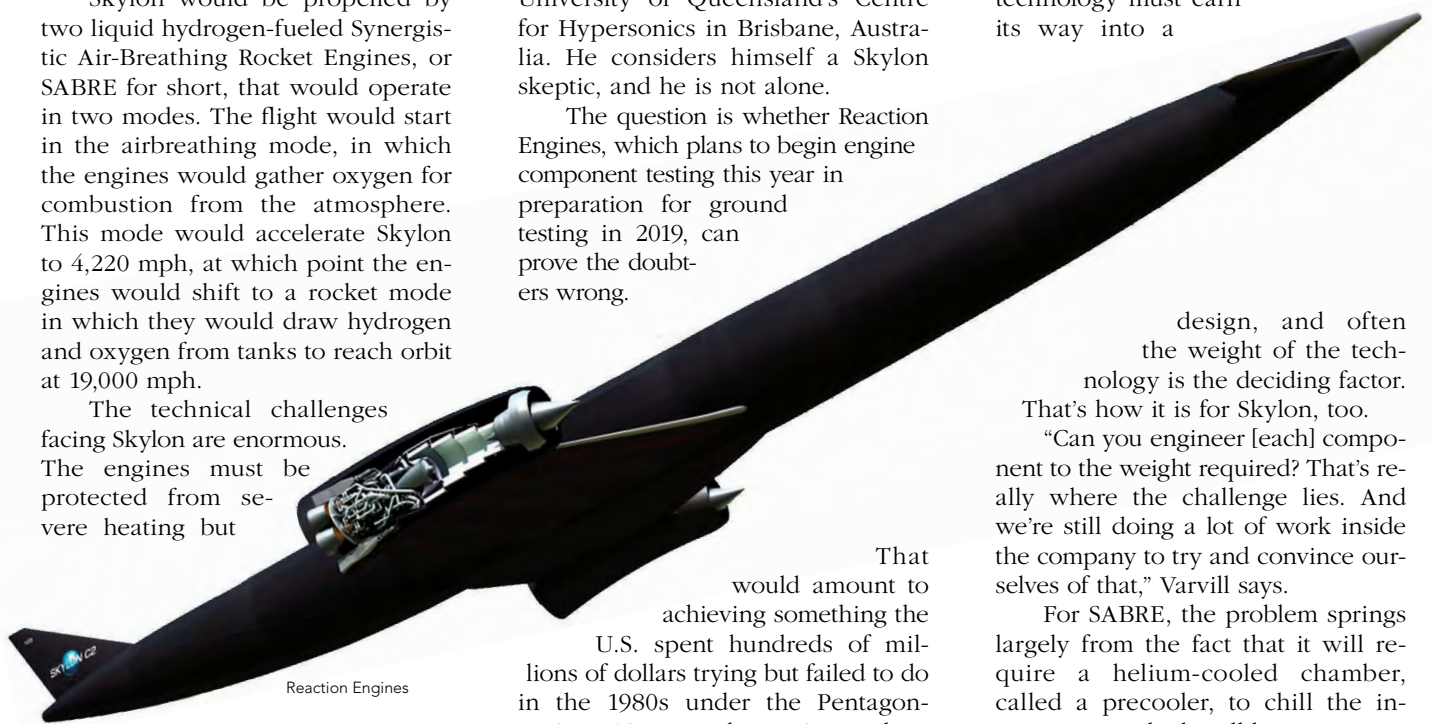 Skylon would be propelled by
two liquid hydrogen-fueled Synergis-
tic Air-Breathing Rocket Engines, or
SABRE for short, that would operate
in two modes. The flight would start
in the airbreathing mode, in which
the engines would gather oxygen for
combustion from the atmosphere.
This mode would accelerate Skylon
to 4,220 mph, at which point the en-
gines would shift to a rocket mode
in which they would draw hydrogen
and oxygen from tanks to reach orbit
at 19,000 mph.
The technical challenges
facing Skylon are enormous.
The engines must be
protected from se-
vere heating but
University of Queensland's Centre
for Hypersonics in Brisbane, Austra-
lia. He considers himself a Skylon
skeptic, and he is not alone.
The question is whether Reaction
Engines, which plans to begin engine
component testing this year in
preparation for ground
testing in 2019, can
prove the doubt-
ers wrong.
That
would amount to
achieving something the
U.S. spent hundreds of mil-
lions of dollars trying but failed to do
in the 1980s under the Pentagon-
technology must earn
its way into a
design, and often
the weight of the tech-
nology is the deciding factor.
That's how it is for Skylon, too.
“Can you engineer [each] compo-
nent to the weight required? That's re-
ally where the challenge lies. And
we're still doing a lot of work inside
the company to try and convince our-
selves of that,” Varvill says.
For SABRE, the problem springs
largely from the fact that it will re-
quire a helium-cooled chamber,
called a precooler, to chill the in-
SKYLON C2
Reaction Engines